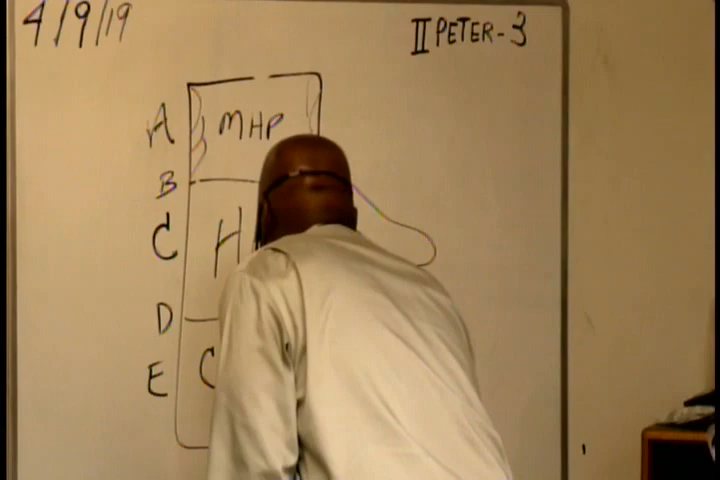 4/9/19
II PETER-3
A MHP
B
C H
D
E C